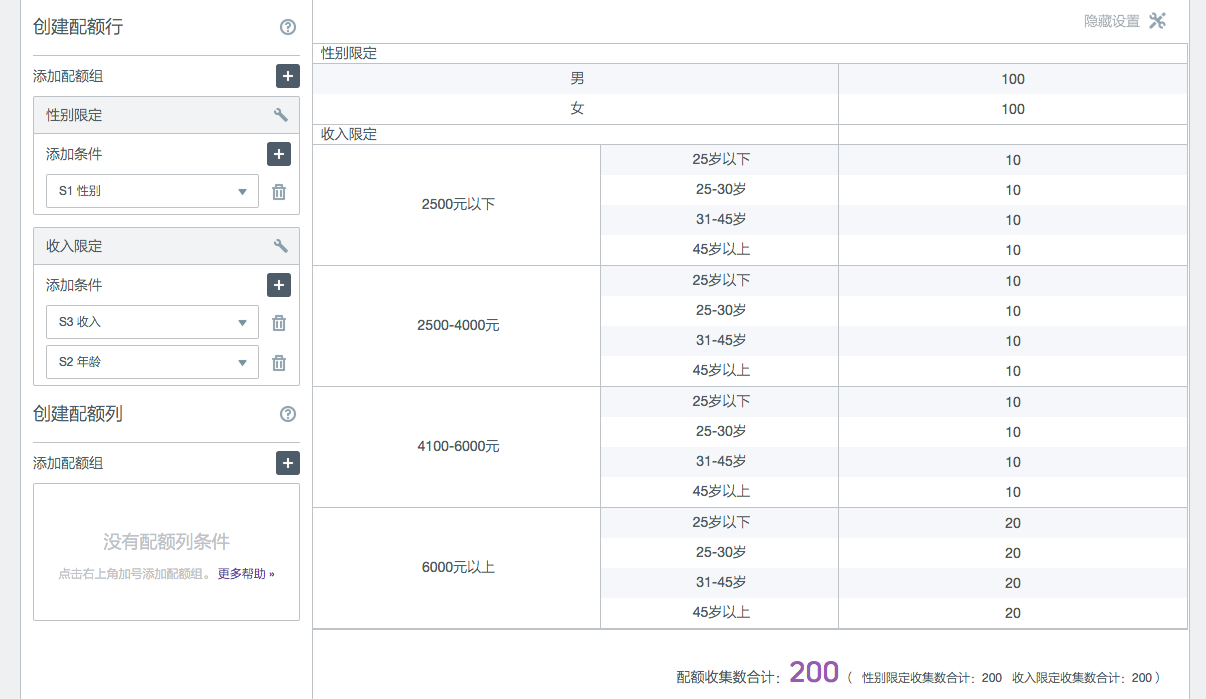 创建配额行
添加配额组
性别限定
添加条件
S1 性别
收入限定
添加条件
S3 收入
S2 年龄
创建配额列
添加配额组
没有配额列条件
点击右上角加号添加配额组。更多帮助 »
隐藏设置
性别限定
男 100
女 100
收入限定
2500元以下
25岁以下 10
25-30岁 10
31-45岁 10
45岁以上 10
2500-4000元
25岁以下 10
25-30岁 10
31-45岁 10
45岁以上 10
4100-6000元
25岁以下 10
25-30岁 10
31-45岁 10
45岁以上 10
6000元以上
25岁以下 20
25-30岁 20
31-45岁 20
45岁以上 20
配额收集数合计：200（ 性别限定收集数合计：200 收入限定收集数合计：200 ）